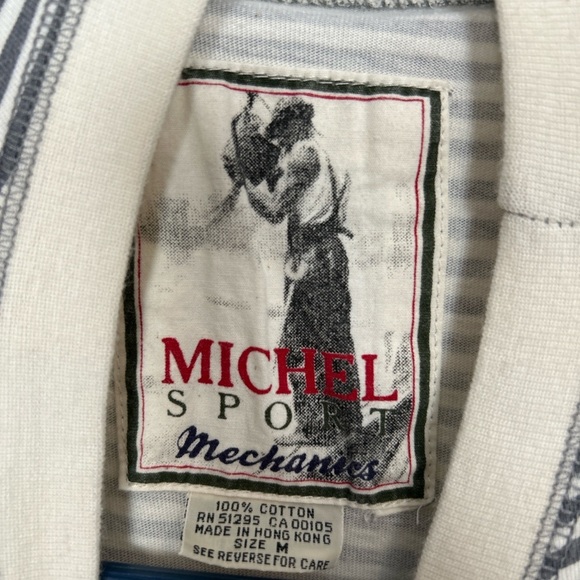 MICHEL
SPORT
Mechanics
100% COTTON
RN 51295 CA 00105
MADE IN HONG KONG
SIZE M
SEE REVERSE FOR CARE